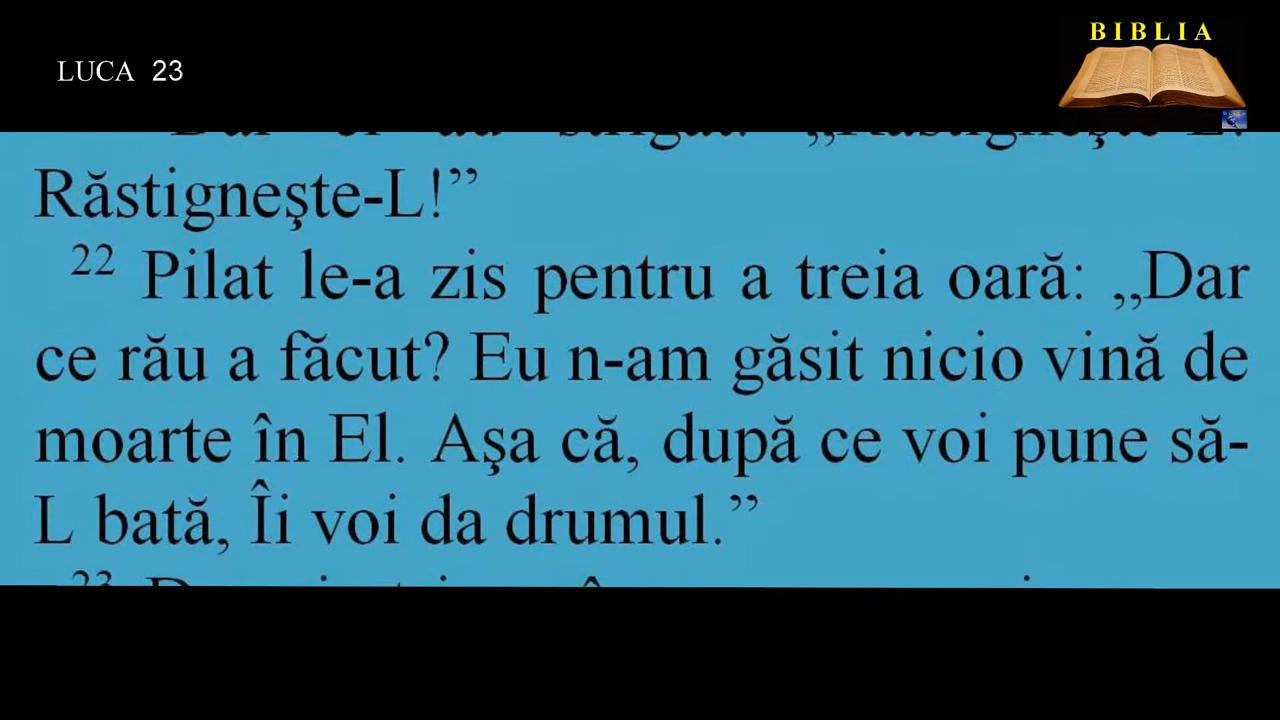 BIBLIA
LUCA 23
Răstigneşte-L!”
22 Pilat le-a zis pentru a treia oară: „Dar
ce rău a făcut? Eu n-am găsit nicio vină de
moarte în El. Aşa că, după ce voi pune să-
L bată, Îi voi da drumul.”